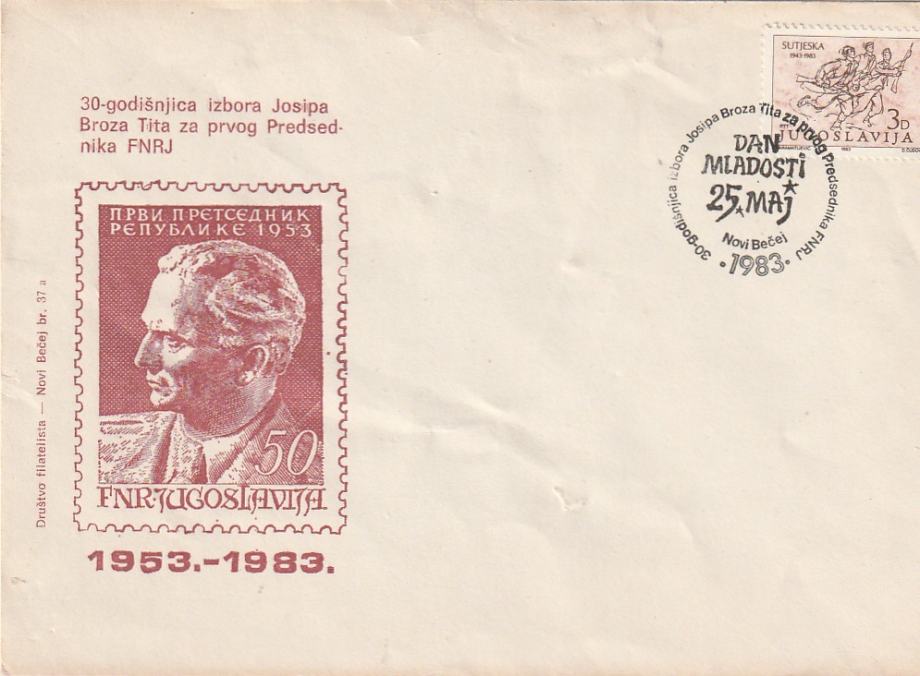 30-godišnjica izbora Josipa
Broza Tita za prvog Predsed-
nika FNRJ
ПРВИ ПРЕТСЕДНИК
РЕПУБЛИКЕ 1953
50
FNR·JUGOSLAVIJA
1953.-1983.
Društvo filatelista — Novi Bečej br. 37 a
SUTJESKA
1943-1983
3D
JUGOSLAVIJA
1983
30-godišnjica izbora Josipa Broza Tita za prvog Predsednika FNRJ
DAN
MLADOSTI
25. MAJ
Novi Bečej
·1983·